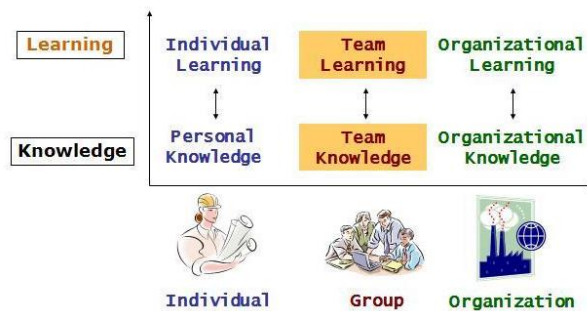 Learning
Individual
Learning
Team
Learning
Organizational
Learning
Knowledge
Personal
Knowledge
Team
Knowledge
Organizational
Knowledge
Individual
Group
Organization